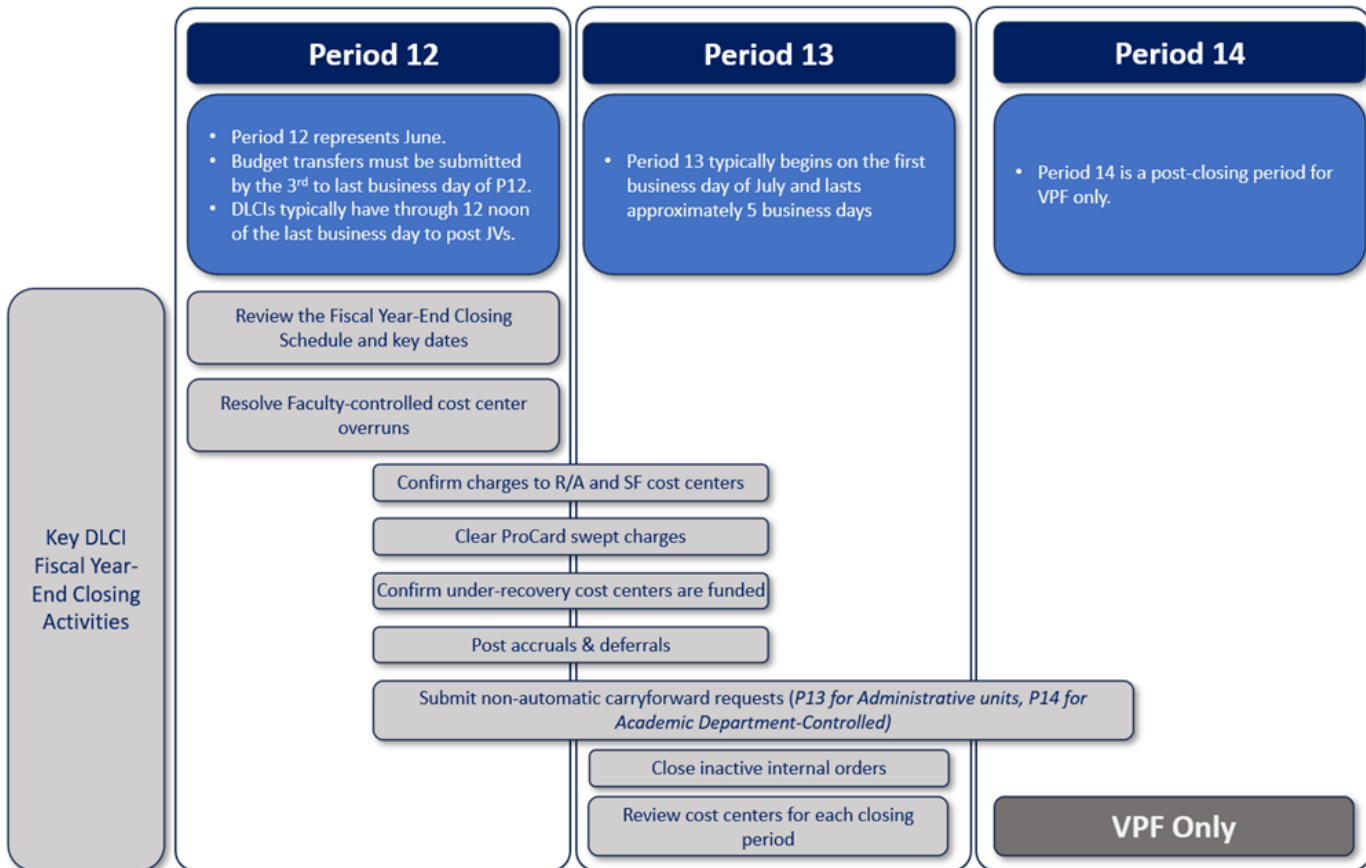 Period 12
Period 13
Period 14
• Period 12 represents June.
• Budget transfers must be submitted
by the 3rd to last business day of P12.
• DLCIs typically have through 12 noon
of the last business day to post JVs.
• Period 13 typically begins on the first
business day of July and lasts
approximately 5 business days
• Period 14 is a post-closing period for
VPF only.
Key DLCI
Fiscal Year-
End Closing
Activities
Review the Fiscal Year-End Closing
Schedule and key dates
Resolve Faculty-controlled cost center
overruns
Confirm charges to R/A and SF cost centers
Clear ProCard swept charges
Confirm under-recovery cost centers are funded
Post accruals & deferrals
Submit non-automatic carryforward requests (P13 for Administrative units, P14 for
Academic Department-Controlled)
Close inactive internal orders
Review cost centers for each closing
period
VPF Only